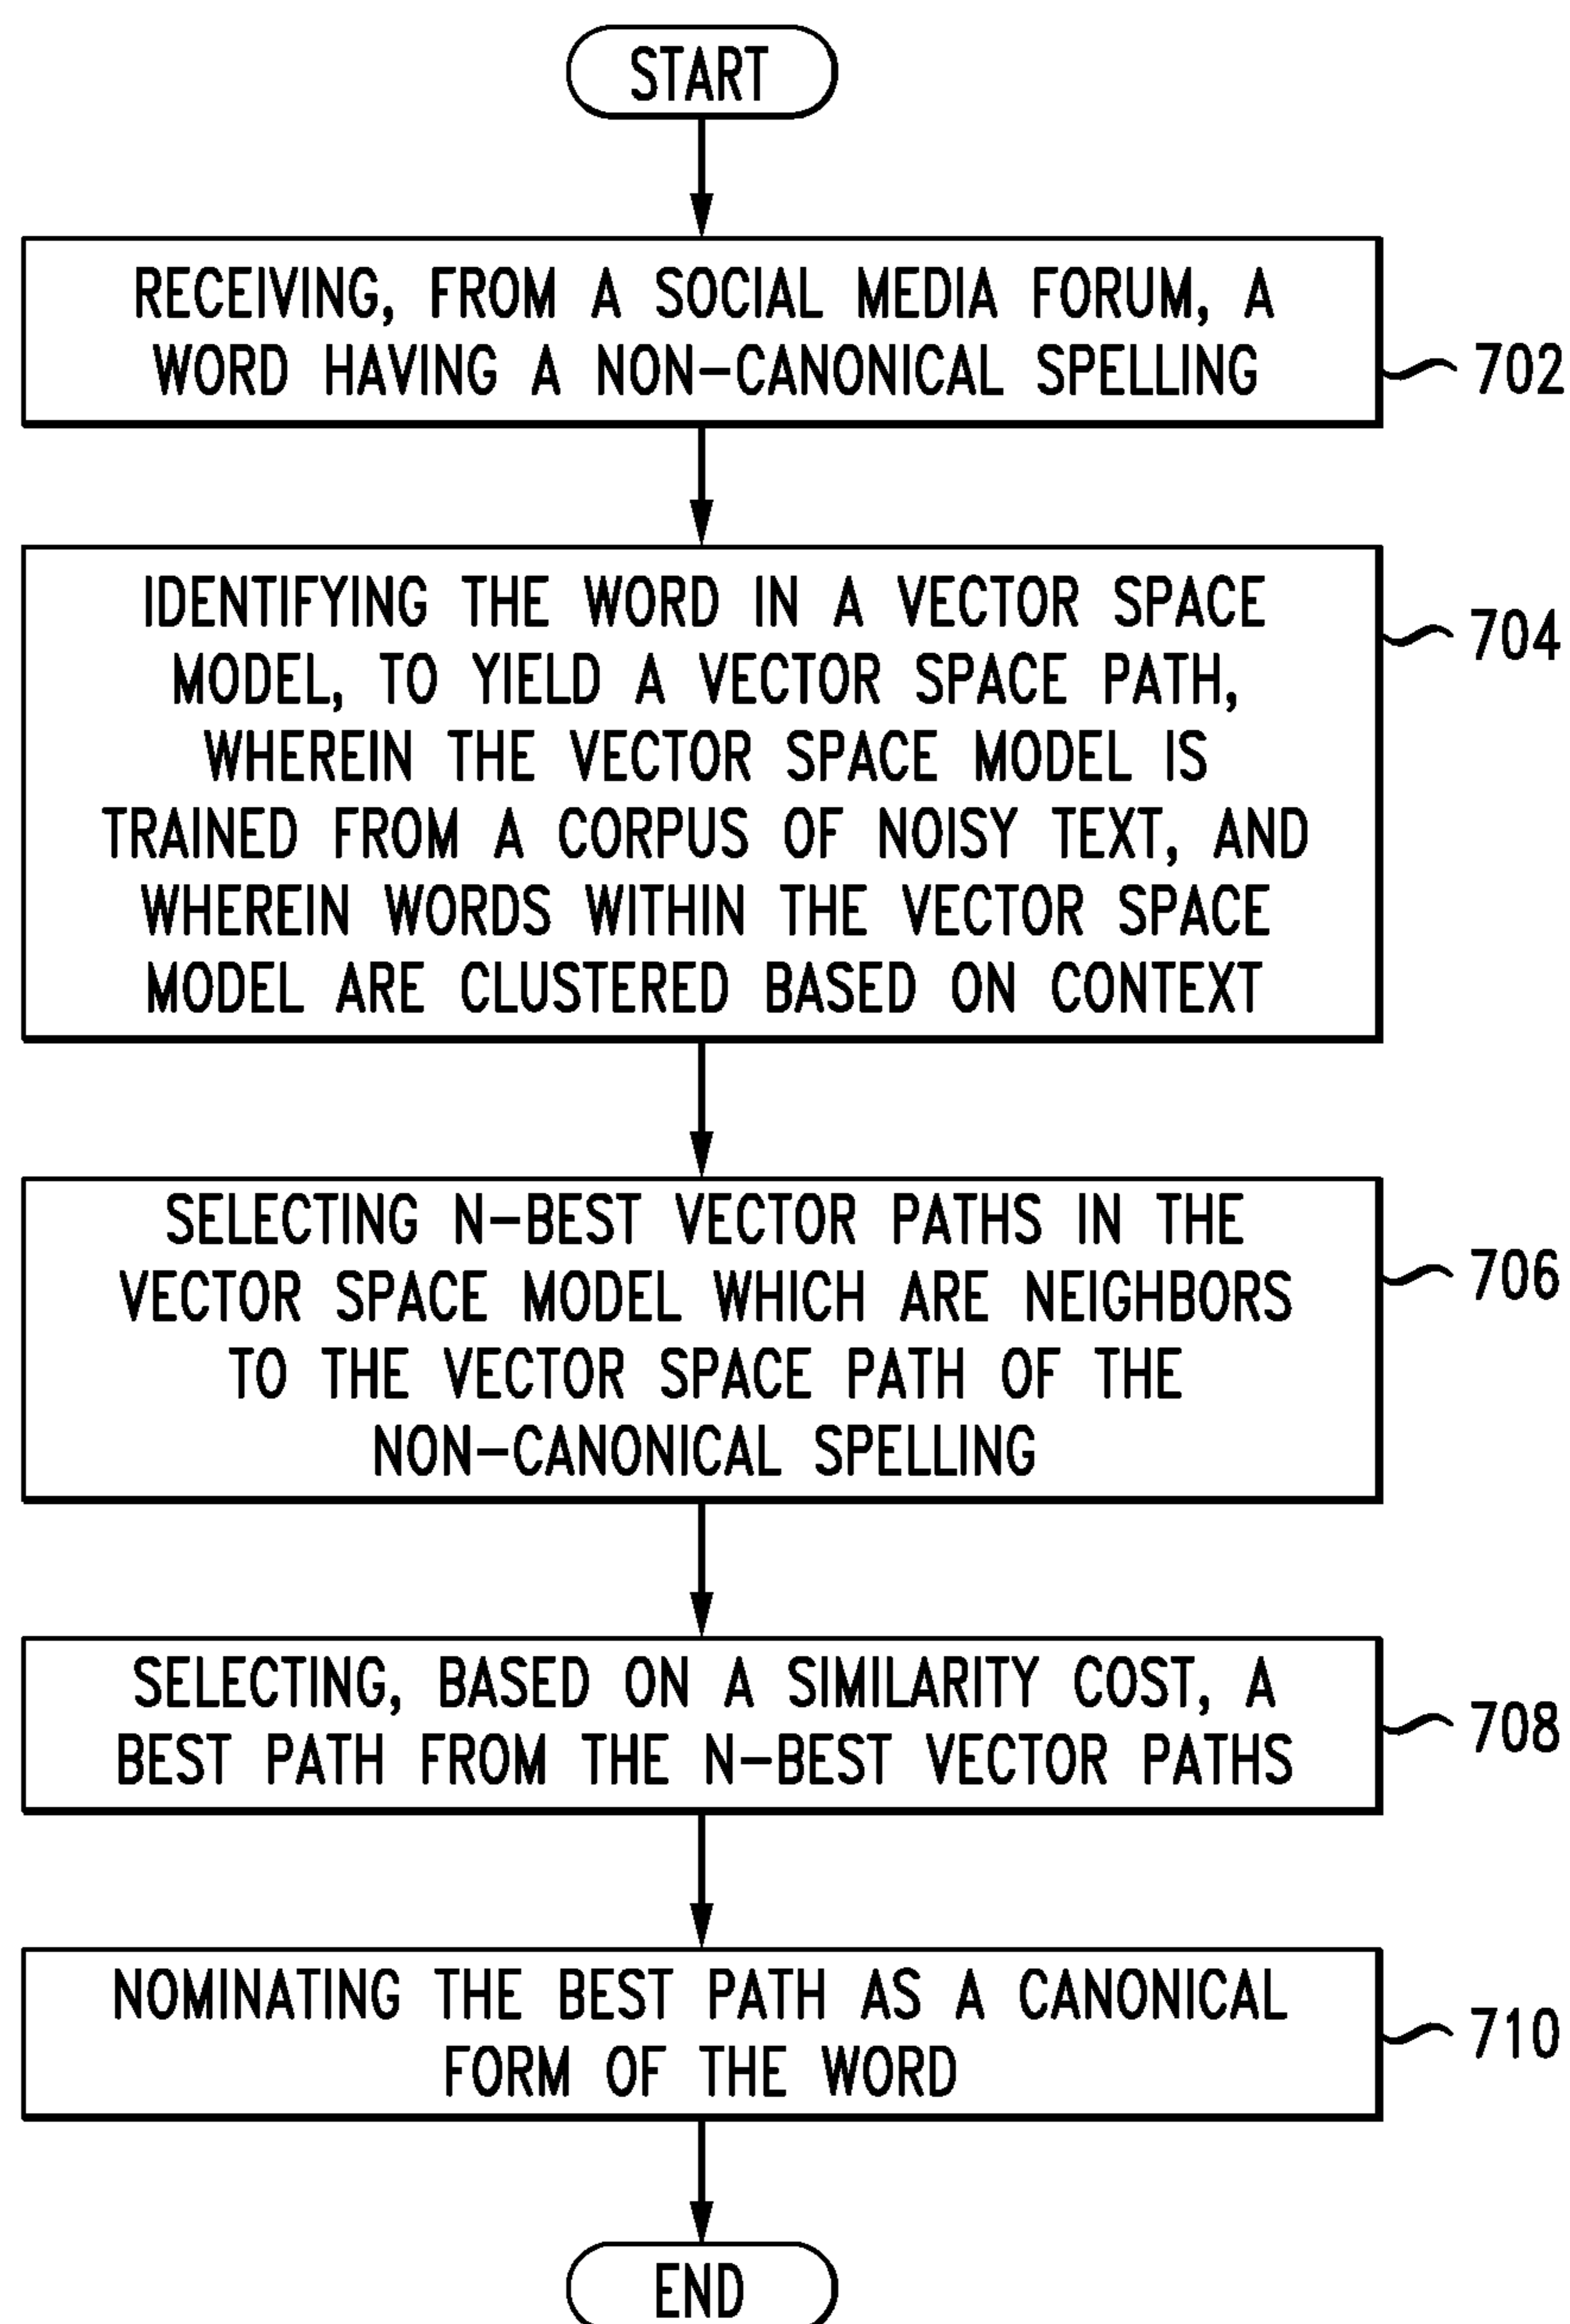 START
RECEIVING, FROM A SOCIAL MEDIA FORUM, A
WORD HAVING A NON-CANONICAL SPELLING
702
IDENTIFYING THE WORD IN A VECTOR SPACE
MODEL, TO YIELD A VECTOR SPACE PATH,
WHEREIN THE VECTOR SPACE MODEL IS
TRAINED FROM A CORPUS OF NOISY TEXT, AND
WHEREIN WORDS WITHIN THE VECTOR SPACE
MODEL ARE CLUSTERED BASED ON CONTEXT
704
SELECTING N-BEST VECTOR PATHS IN THE
VECTOR SPACE MODEL WHICH ARE NEIGHBORS
TO THE VECTOR SPACE PATH OF THE
NON-CANONICAL SPELLING
706
SELECTING, BASED ON A SIMILARITY COST, A
BEST PATH FROM THE N-BEST VECTOR PATHS
708
NOMINATING THE BEST PATH AS A CANONICAL
FORM OF THE WORD
710
END